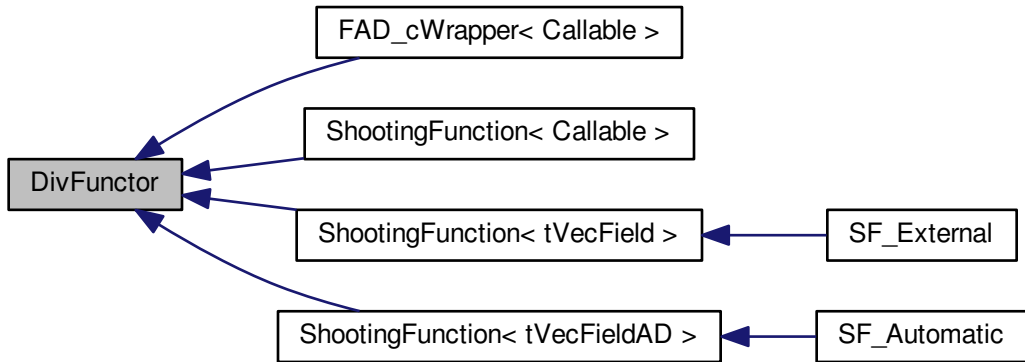 FAD_cWrapper< Callable >
ShootingFunction< Callable >
DivFunctor
ShootingFunction< tVecField >
SF_External
ShootingFunction< tVecFieldAD >
SF_Automatic